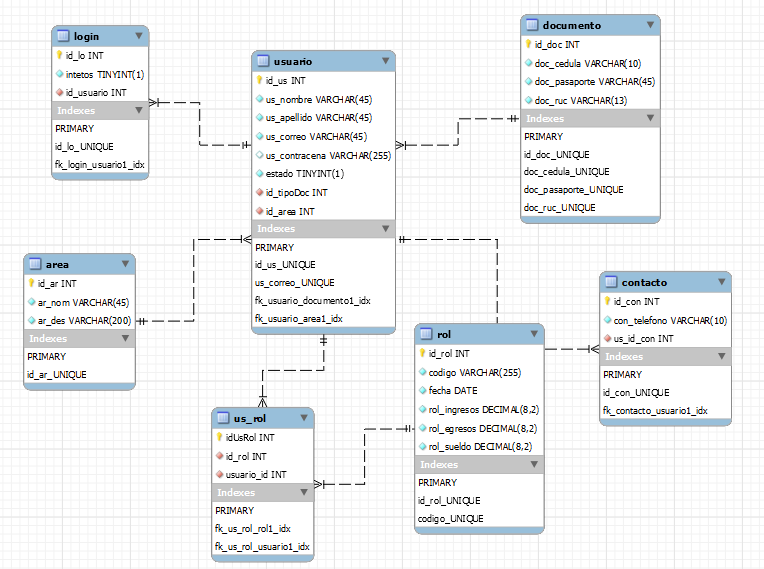 login
id_lo INT
intetos TINYINT(1)
id_usuario INT
Indexes
PRIMARY
id_lo_UNIQUE
fk_login_usuario1_idx
usuario
id_us INT
us_nombre VARCHAR(45)
us_apellido VARCHAR(45)
us_correo VARCHAR(45)
us_contracena VARCHAR(255)
estado TINYINT(1)
id_tipoDoc INT
id_area INT
Indexes
PRIMARY
id_us_UNIQUE
us_correo_UNIQUE
fk_usuario_documento1_idx
fk_usuario_area1_idx
documento
id_doc INT
doc_cedula VARCHAR(10)
doc_pasaporte VARCHAR(45)
doc_ruc VARCHAR(13)
Indexes
PRIMARY
id_doc_UNIQUE
doc_cedula_UNIQUE
doc_pasaporte_UNIQUE
doc_ruc_UNIQUE
area
id_ar INT
ar_nom VARCHAR(45)
ar_des VARCHAR(200)
Indexes
PRIMARY
id_ar_UNIQUE
contacto
id_con INT
con_telefono VARCHAR(10)
us_id_con INT
Indexes
PRIMARY
id_con_UNIQUE
fk_contacto_usuario1_idx
rol
id_rol INT
codigo VARCHAR(255)
fecha DATE
rol_ingresos DECIMAL(8,2)
rol_egresos DECIMAL(8,2)
rol_sueldo DECIMAL(8,2)
Indexes
PRIMARY
id_rol_UNIQUE
codigo_UNIQUE
us_rol
idUsRol INT
id_rol INT
usuario_id INT
Indexes
PRIMARY
fk_us_rol_rol1_idx
fk_us_rol_usuario1_idx